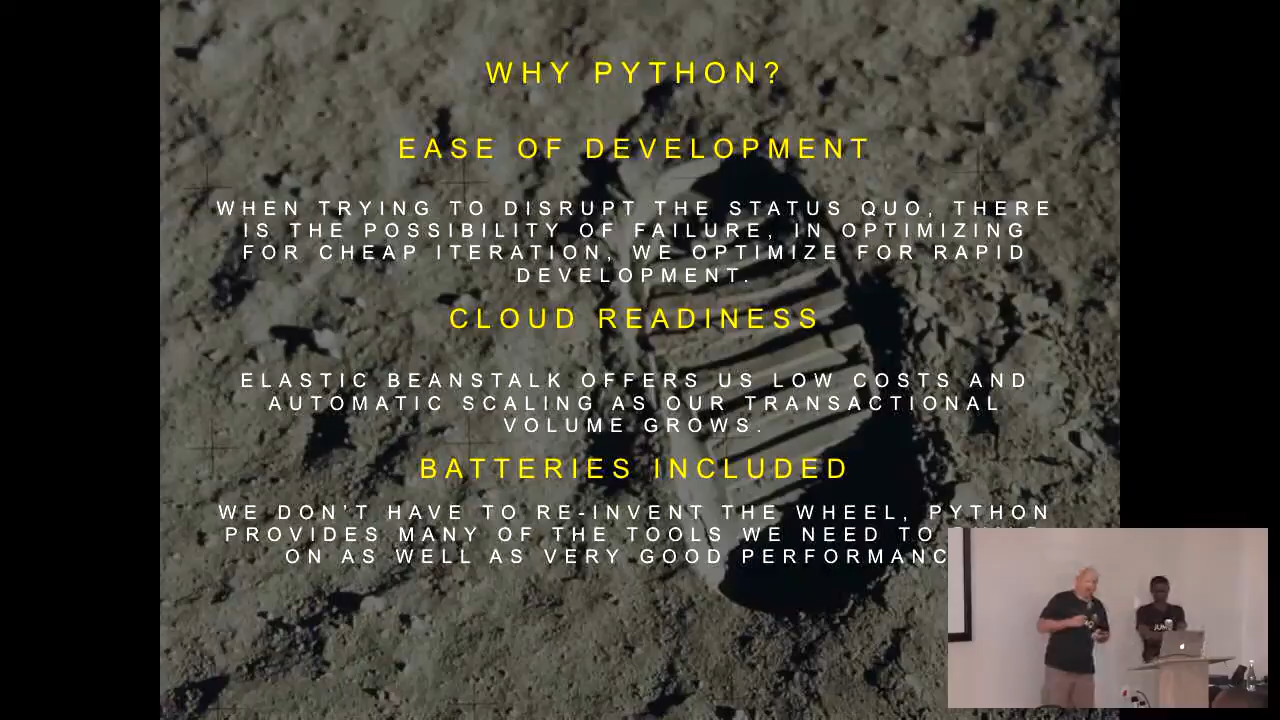 WHY PYTHON?
EASE OF DEVELOPMENT
WHEN TRYING TO DISRUPT THE STATUS QUO, THERE
IS THE POSSIBILITY OF FAILURE, IN OPTIMIZING
FOR CHEAP ITERATION, WE OPTIMIZE FOR RAPID
DEVELOPMENT.
CLOUD READINESS
ELASTIC BEANSTALK OFFERS US LOW COSTS AND
AUTOMATIC SCALING AS OUR TRANSACTIONAL
VOLUME GROWS.
BATTERIES INCLUDED
WE DON'T HAVE TO RE-INVENT THE WHEEL, PYTHON
PROVIDES MANY OF THE TOOLS WE NEED TO
ON AS WELL AS VERY GOOD PERFORMANC